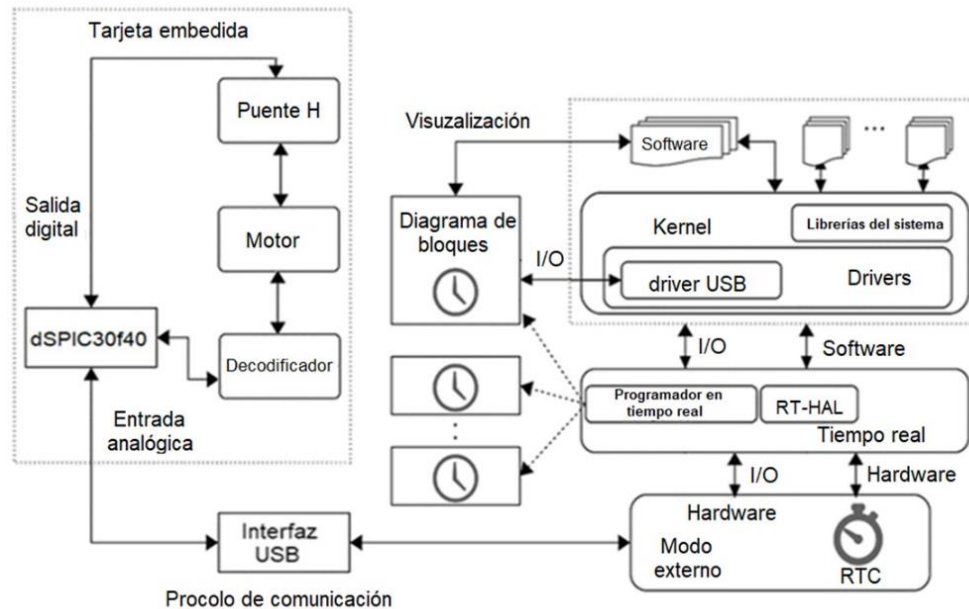 Tarjeta embedida
Puente H
Salida
digital
Motor
dSPIC30f40
Decodificador
Entrada
analógica
Visuzalización
Software
...
Diagrama de
bloques
I/O
Kernel
Librerías del sistema
driver USB
Drivers
I/O
Software
Programador en
tiempo real
RT-HAL
Tiempo real
I/O
Hardware
Interfaz
USB
Hardware
Modo
externo
RTC
Procolo de comunicación